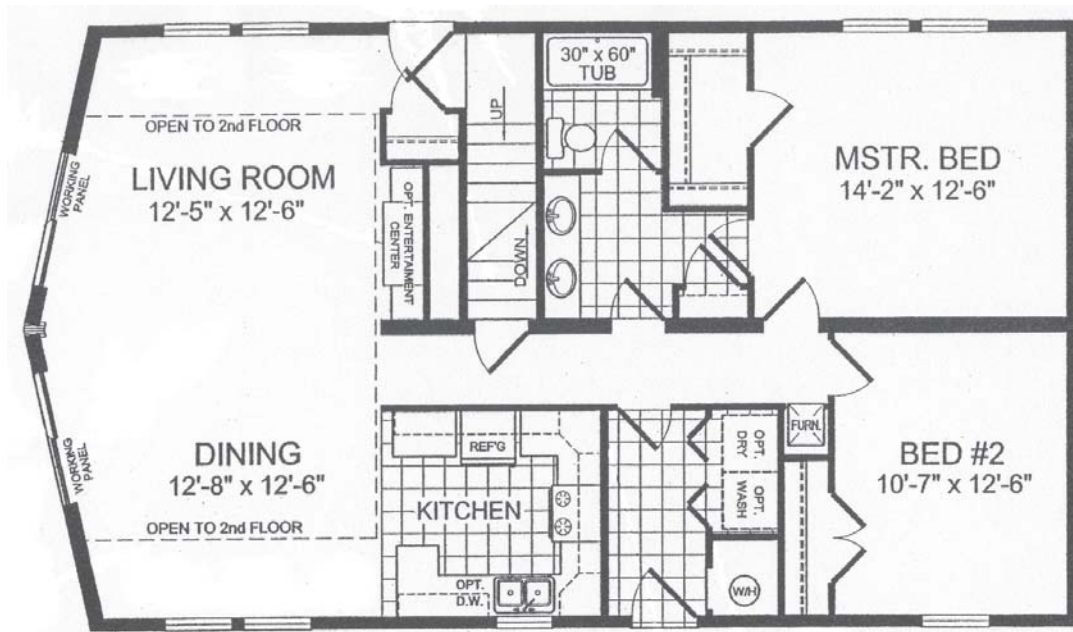 30" x 60"
TUB
UP
OPEN TO 2nd FLOOR
LIVING ROOM
12'-5" x 12'-6"
WORKING
PANEL
OPT. ENTERTAIMENT
CENTER
DOWN
MSTR. BED
14'-2" x 12'-6"
DINING
12'-8" x 12'-6"
WORKING
PANEL
OPEN TO 2nd FLOOR
REF'G
KITCHEN
OPT.
D.W.
OPT.
DRY
OPT.
WASH
W/H
FURN.
BED #2
10'-7" x 12'-6"